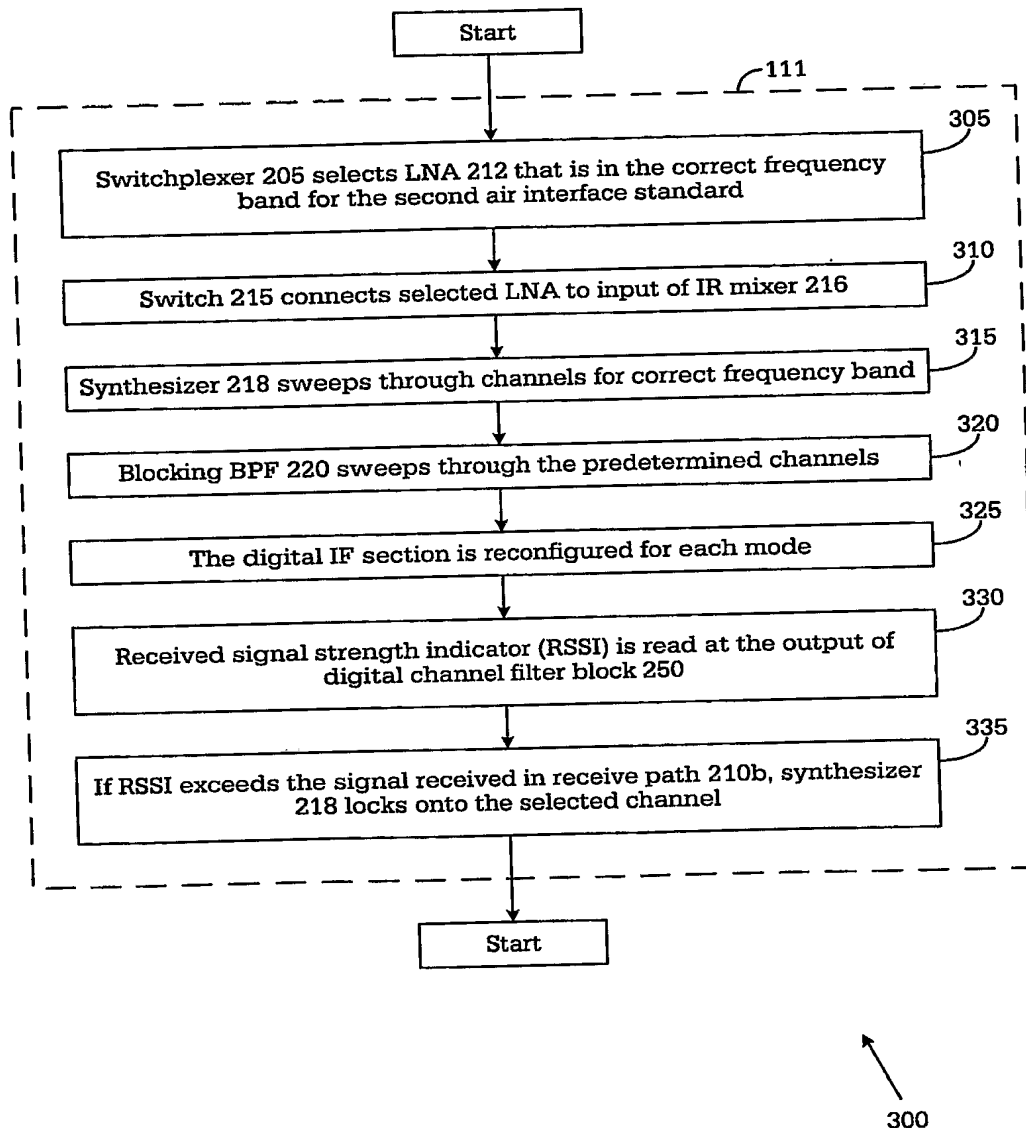 Start
111
305
Switchplexer 205 selects LNA 212 that is in the correct frequency
band for the second air interface standard
310
Switch 215 connects selected LNA to input of IR mixer 216
315
Synthesizer 218 sweeps through channels for correct frequency band
320
Blocking BPF 220 sweeps through the predetermined channels
325
The digital IF section is reconfigured for each mode
330
Received signal strength indicator (RSSI) is read at the output of
digital channel filter block 250
335
If RSSI exceeds the signal received in receive path 210b, synthesizer
218 locks onto the selected channel
Start
300